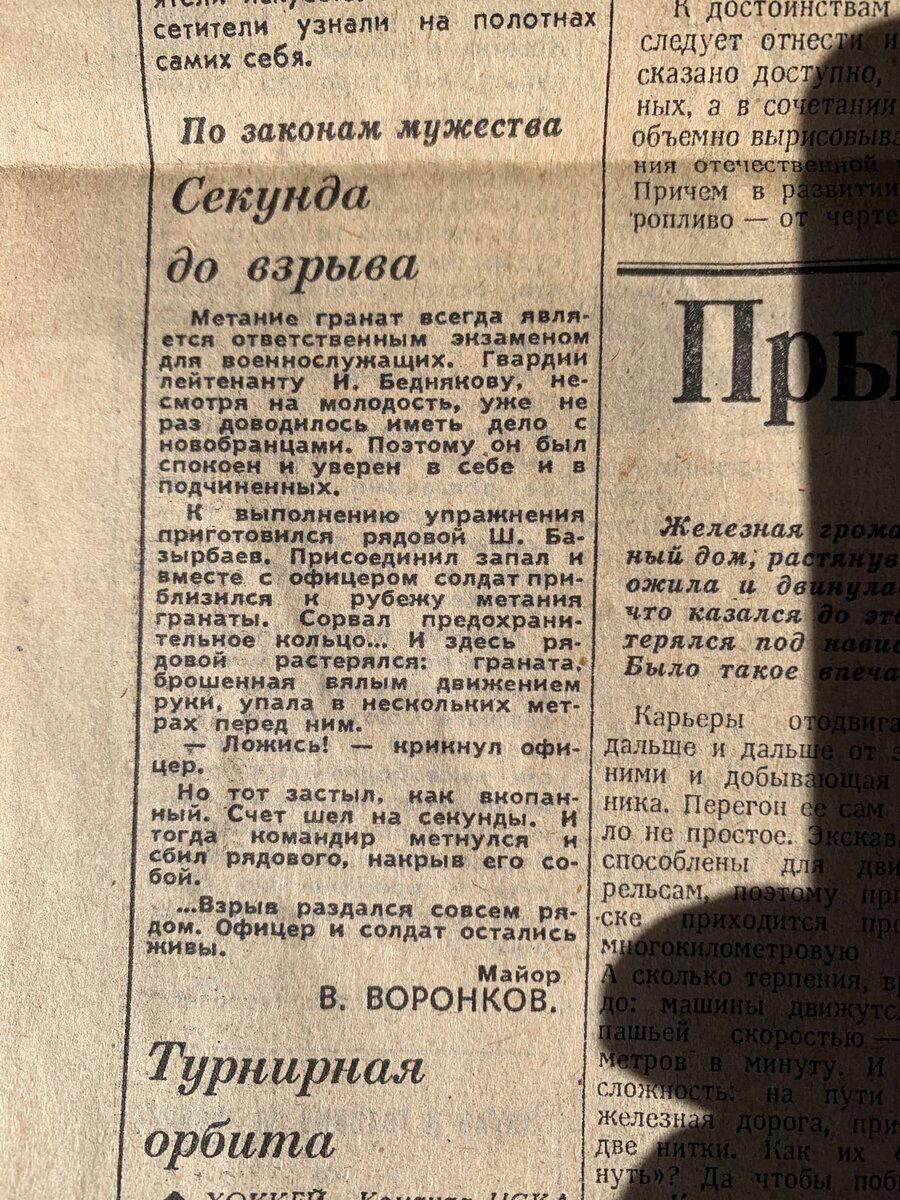 сетители узнали на полотнах
самих себя.
По законам мужества
Секунда
до взрыва
Метание гранат всегда явля-
ется ответственным экзаменом
для военнослужащих. Гвардии
лейтенанту И. Беднякову, не-
смотря на молодость, уже не
раз доводилось иметь дело с
новобранцами. Поэтому он был
спокоен и уверен в себе и в
подчиненных.
К выполнению упражнения
приготовился рядовой Ш. Ба-
зырбаев. Присоединил запал и
вместе с офицером солдат при-
близился к рубежу метания
гранаты. Сорвал предохрани-
тельное кольцо... И здесь ря-
довой растерялся: граната,
брошенная вялым движением
руки, упала в нескольких мет-
рах перед ним.
— Ложись! — крикнул офи-
цер.
Но тот застыл, как вкопан-
ный. Счет шел на секунды. И
тогда командир метнулся и
сбил рядового, накрыв его со-
бой.
...Взрыв раздался совсем ря-
дом. Офицер и солдат остались
живы.
Майор
В. ВОРОНКОВ.
Турнирная
орбита
К достоинствам
следует отнести и
сказано доступно,
ных, а в сочетании
объемно вырисовыва
ния отечественной
Причем в развитии
ропливо — от черте
Пры
Железная грома
ный дом, растянув
ожила и двинула
что казался до эт
терялся под навис
Было такое впеча
Карьеры отодвига
дальше и дальше от
ними и добывающая
ника. Перегон ее сам
ло не простое. Экскав
способлены для дви
рельсам, поэтому при
ске приходится про
многокилометровую
А сколько терпения, вр
до: машины движутс
пашьей скоростью —
метров в минуту. И
сложность: на пути
железная дорога, при
две нитки. Как их
нуть»? Да чтобы поб